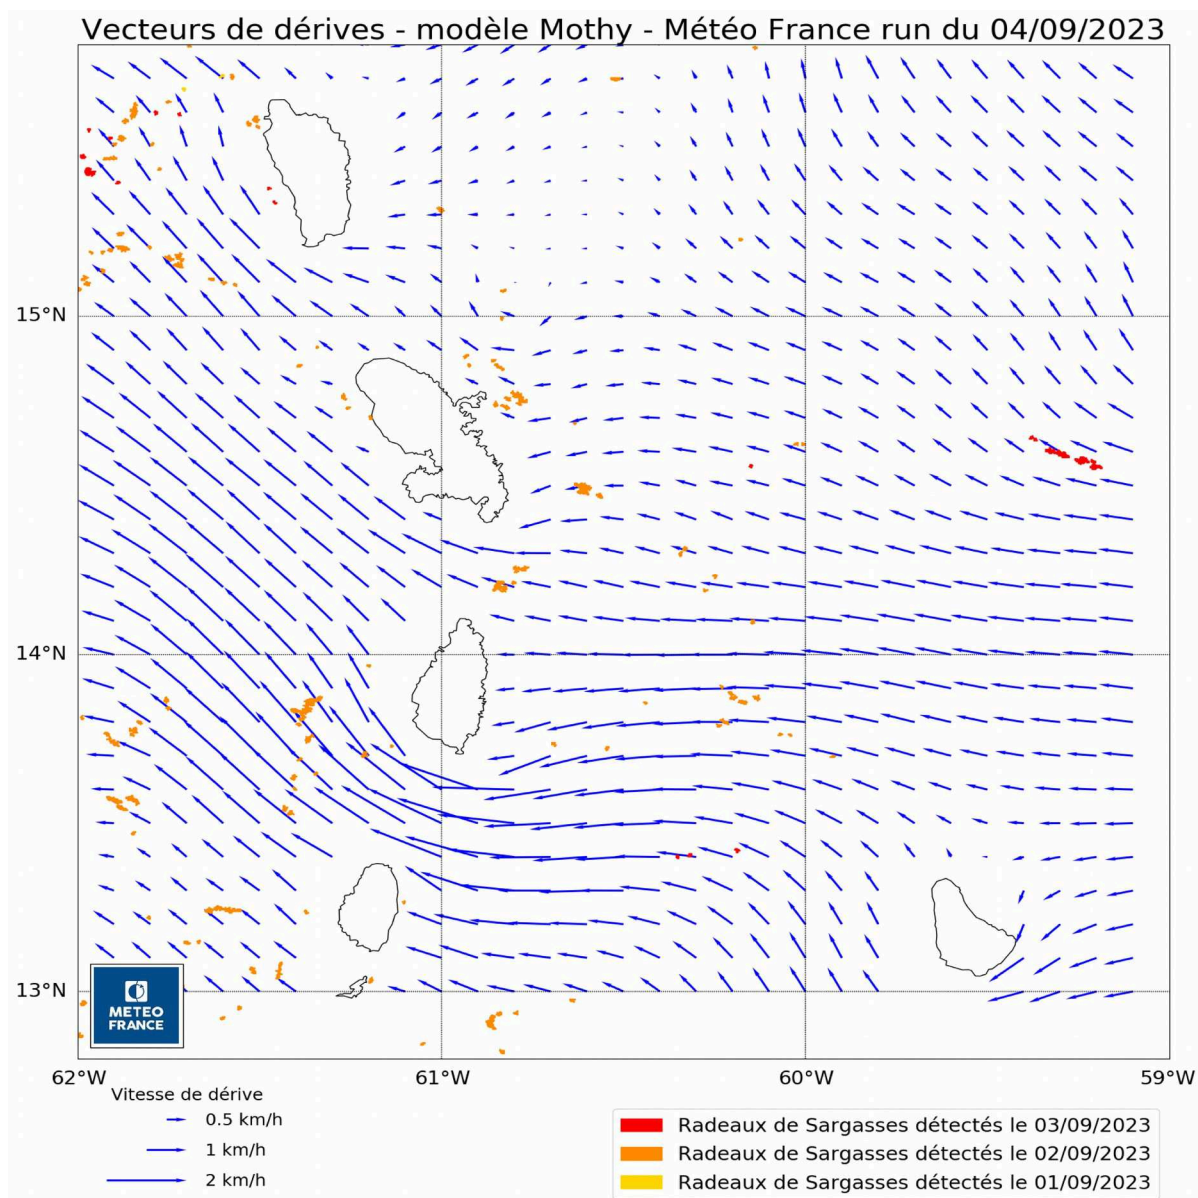 Vecteurs de dérives - modèle Mothy - Météo France run du 04/09/2023
15°N
14°N
13°N
METEO
FRANCE
62°W
61°W
60°W
59°W
Vitesse de dérive
0.5 km/h
1 km/h
2 km/h
Radeaux de Sargasses détectés le 03/09/2023
Radeaux de Sargasses détectés le 02/09/2023
Radeaux de Sargasses détectés le 01/09/2023